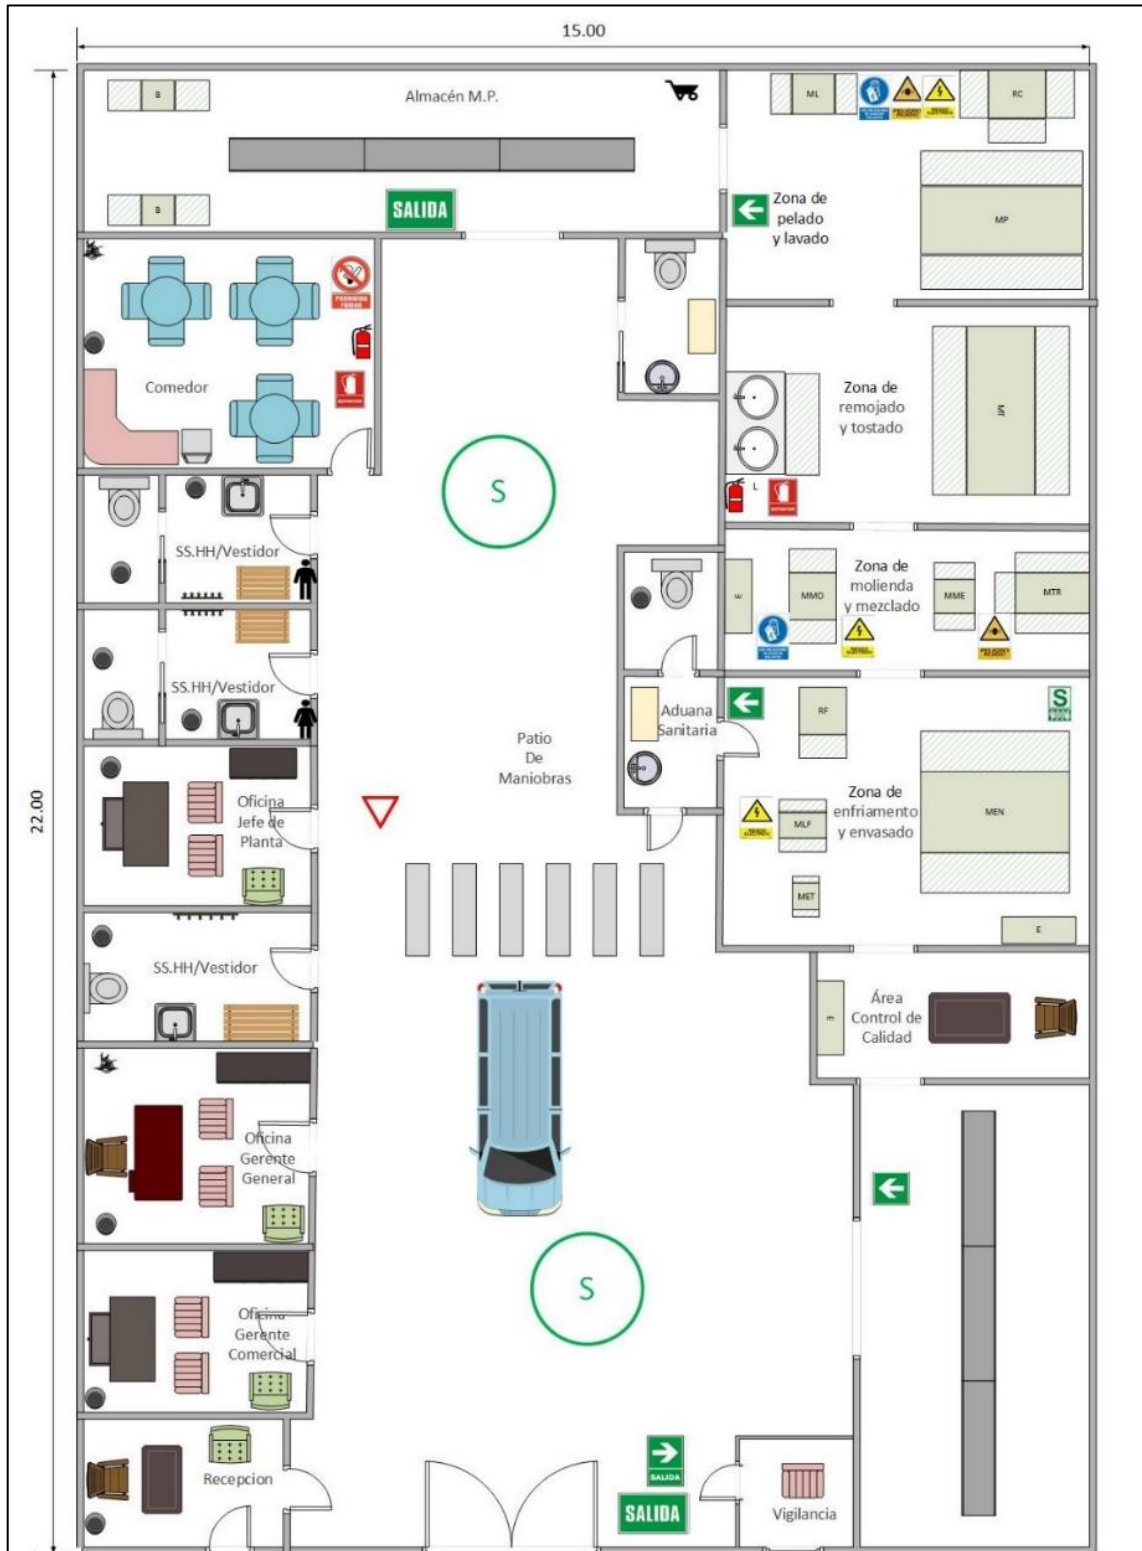 15.00
22.00
B
Almacén M.P.
B
SALIDA
ML
RC
Zona de
pelado
y lavado
MP
PROHIBIDO
FUMAR
Comedor
Zona de
remojado
y tostado
MT
L
S
SS.HH/Vestidor
SS.HH/Vestidor
Zona de
molienda
y mezclado
E
MMO
MME
MTR
Aduana
Sanitaria
Patio
De
Maniobras
RF
S
Zona de
enfriamento
y envasado
MEN
MLF
MET
E
Oficina
Jefe de
Planta
SS.HH/Vestidor
Área
Control de
Calidad
E
Oficina
Gerente
General
S
Oficina
Gerente
Comercial
Recepcion
SALIDA
SALIDA
Vigilancia